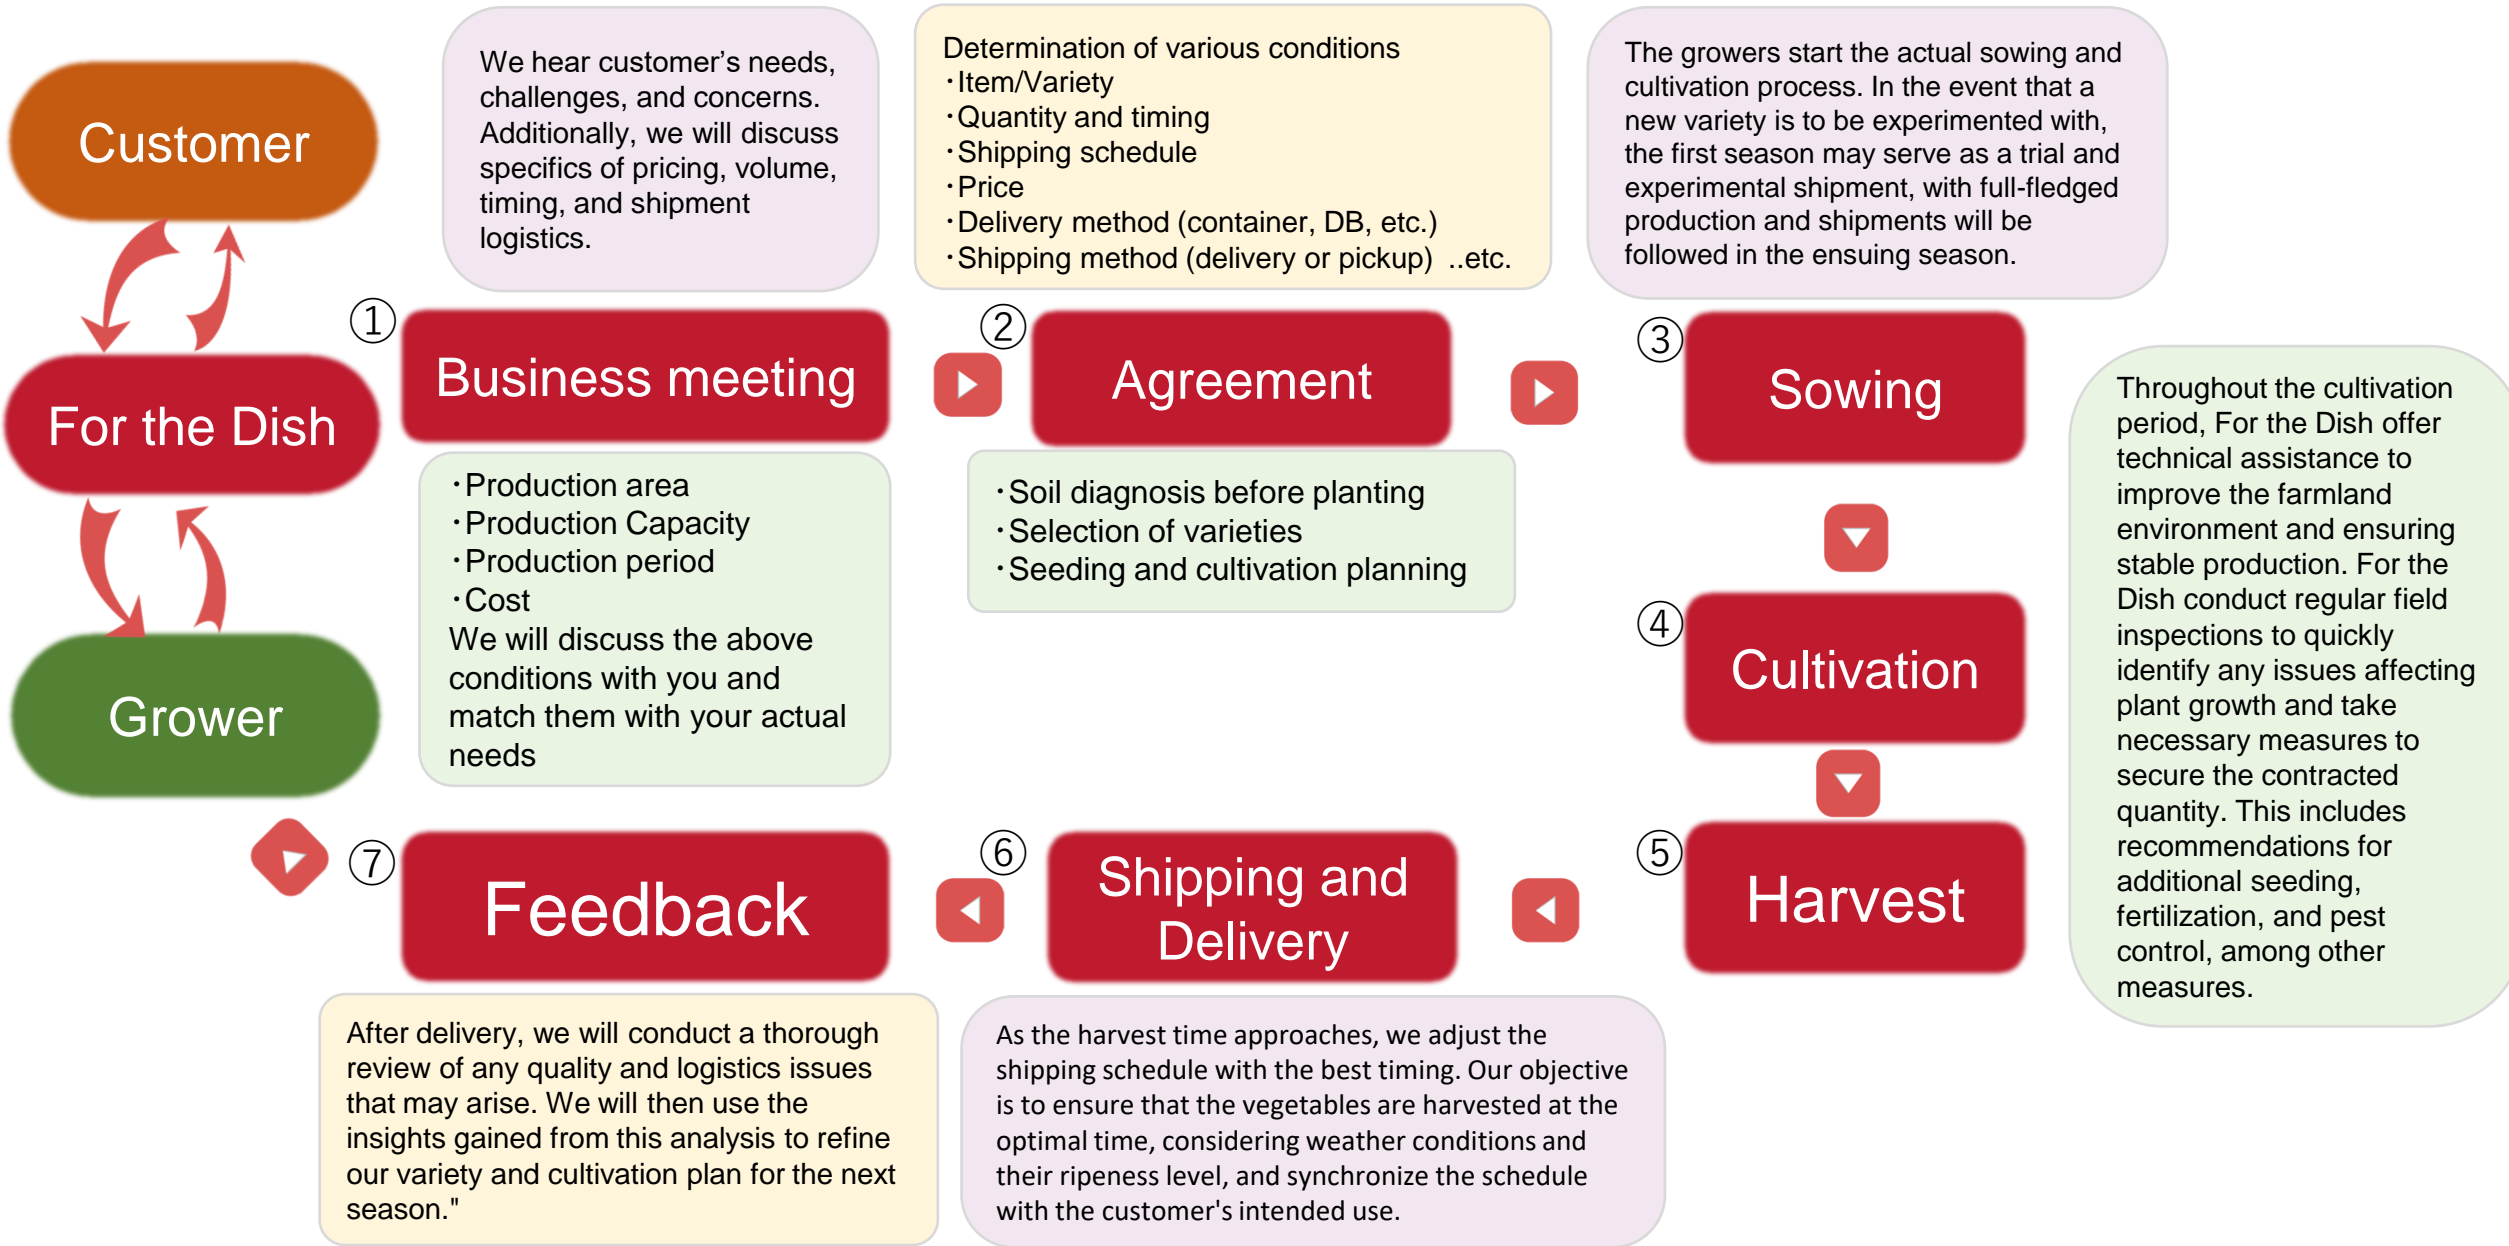 Customer
For the Dish
Grower
We hear customer’s needs,
challenges, and concerns.
Additionally, we will discuss
specifics of pricing, volume,
timing, and shipment
logistics.
①
Business meeting
・Production area
・Production Capacity
・Production period
・Cost
We will discuss the above
conditions with you and
match them with your actual
needs
Determination of various conditions
・Item/Variety
・Quantity and timing
・Shipping schedule
・Price
・Delivery method (container, DB, etc.)
・Shipping method (delivery or pickup) ..etc.
②
Agreement
・Soil diagnosis before planting
・Selection of varieties
・Seeding and cultivation planning
The growers start the actual sowing and
cultivation process. In the event that a
new variety is to be experimented with,
the first season may serve as a trial and
experimental shipment, with full-fledged
production and shipments will be
followed in the ensuing season.
③
Sowing
④
Cultivation
Throughout the cultivation
period, For the Dish offer
technical assistance to
improve the farmland
environment and ensuring
stable production. For the
Dish conduct regular field
inspections to quickly
identify any issues affecting
plant growth and take
necessary measures to
secure the contracted
quantity. This includes
recommendations for
additional seeding,
fertilization, and pest
control, among other
measures.
⑤
Harvest
⑥
Shipping and
Delivery
As the harvest time approaches, we adjust the
shipping schedule with the best timing. Our objective
is to ensure that the vegetables are harvested at the
optimal time, considering weather conditions and
their ripeness level, and synchronize the schedule
with the customer's intended use.
⑦
Feedback
After delivery, we will conduct a thorough
review of any quality and logistics issues
that may arise. We will then use the
insights gained from this analysis to refine
our variety and cultivation plan for the next
season."